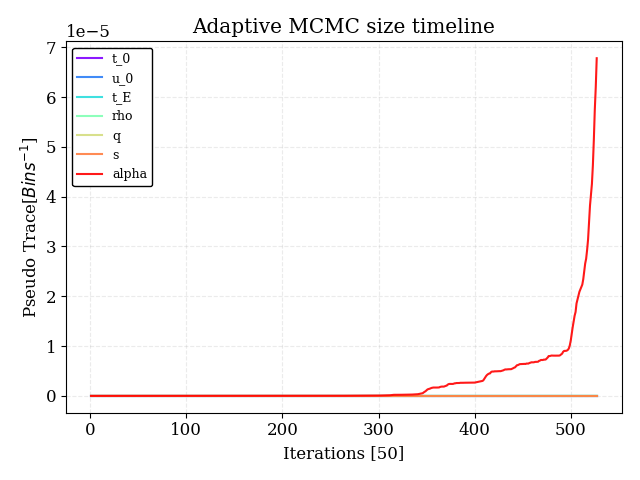 Adaptive MCMC size timeline
1e−5
Pseudo Trace[Bins⁻¹]
7
6
5
4
3
2
1
0
t_0
u_0
t_E
rho
q
s
alpha
0 100 200 300 400 500
Iterations [50]